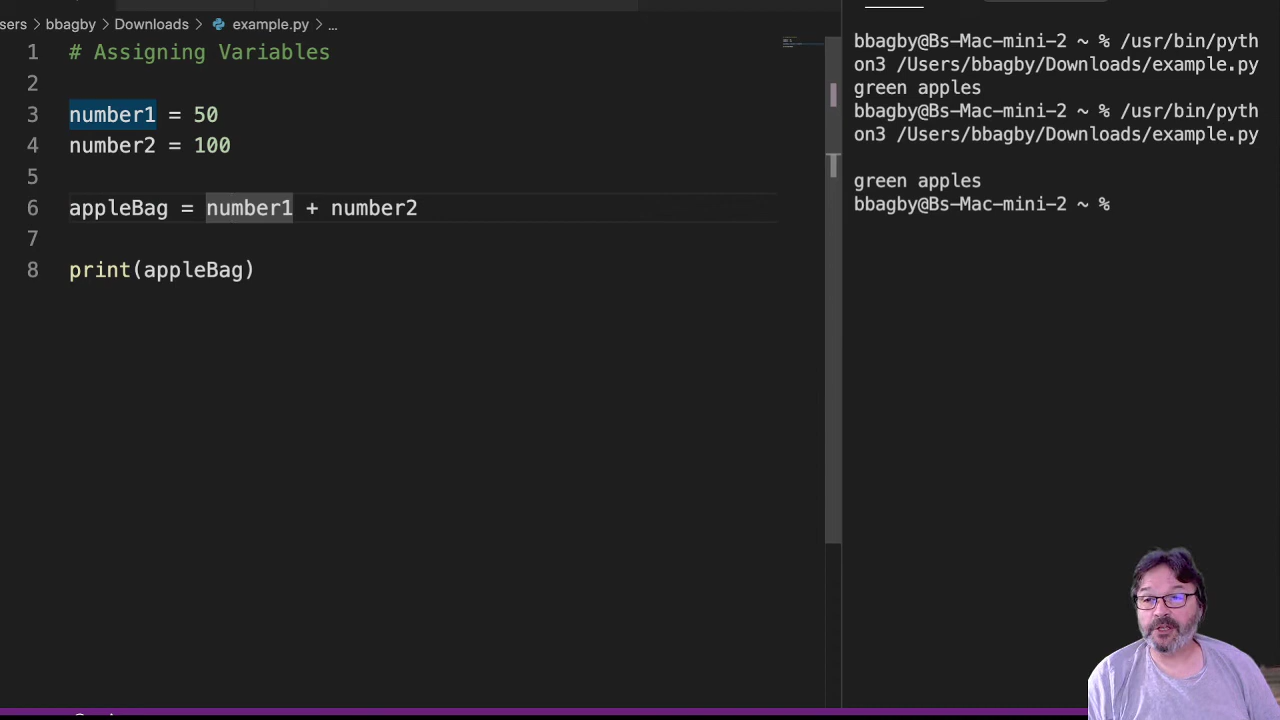 sers > bbagby > Downloads > example.py > ...
1 # Assigning Variables
2
3 number1 = 50
4 number2 = 100
5
6 appleBag = number1 + number2
7
8 print(appleBag)
bbagby@Bs-Mac-mini-2 ~ % /usr/bin/pyth
on3 /Users/bbagby/Downloads/example.py
green apples
bbagby@Bs-Mac-mini-2 ~ % /usr/bin/pyth
on3 /Users/bbagby/Downloads/example.py
green apples
bbagby@Bs-Mac-mini-2 ~ %